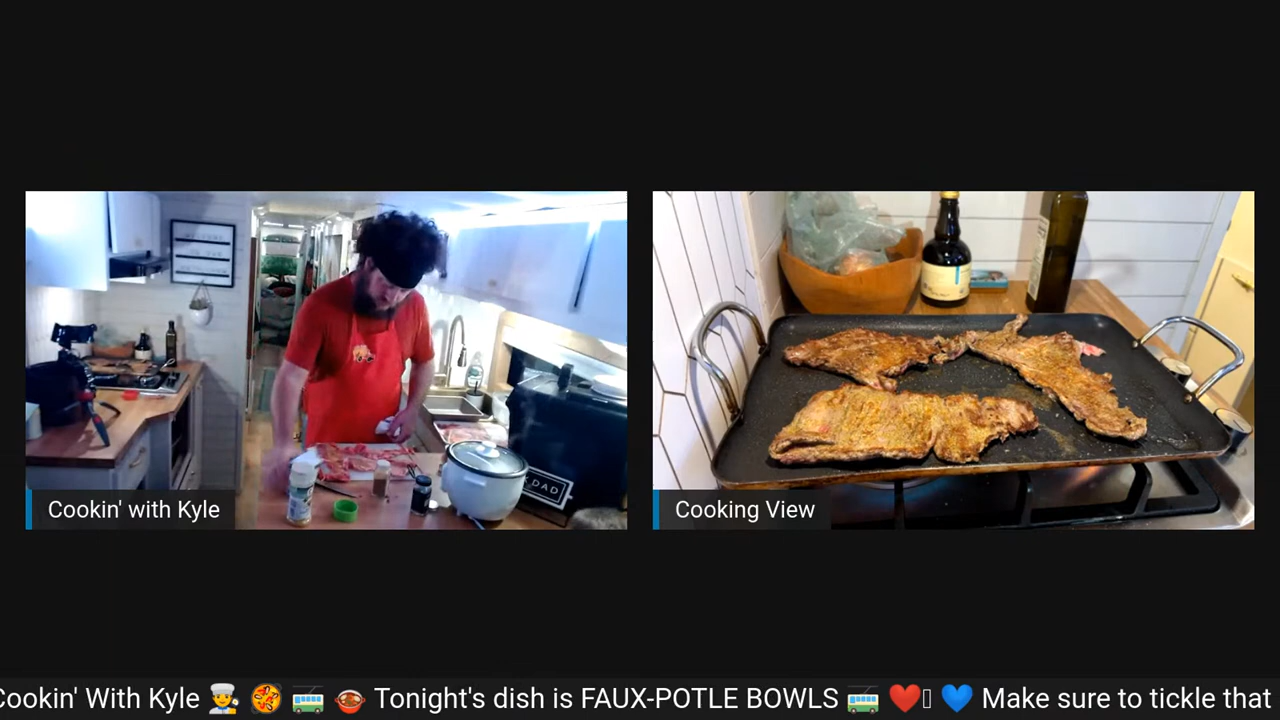 Cookin' with Kyle
Cooking View
KDAD
Cookin' With Kyle 👨‍🍳 🥘 🚎 🍲 Tonight's dish is FAUX-POTLE BOWLS 🚎 ❤️ 💙 Make sure to tickle that